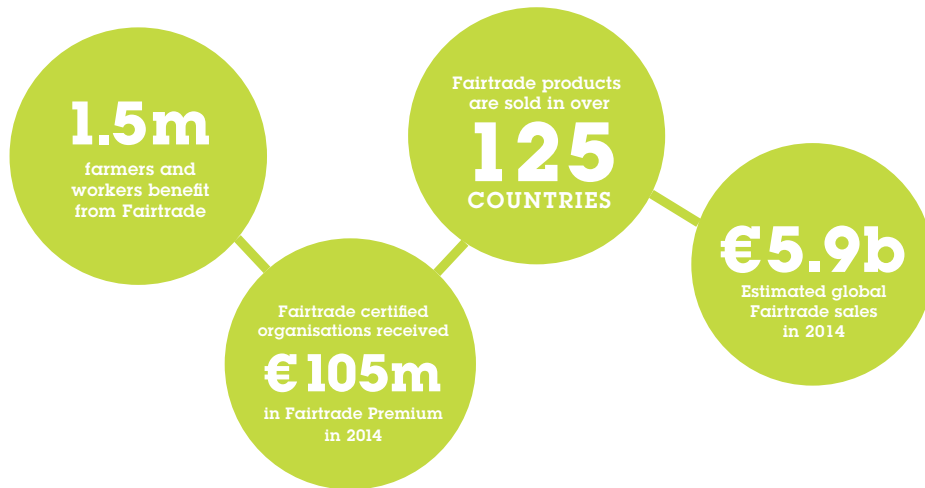 1.5m
farmers and
workers benefit
from Fairtrade
Fairtrade certified
organisations received
€105m
in Fairtrade Premium
in 2014
Fairtrade products
are sold in over
125
COUNTRIES
€5.9b
Estimated global
Fairtrade sales
in 2014